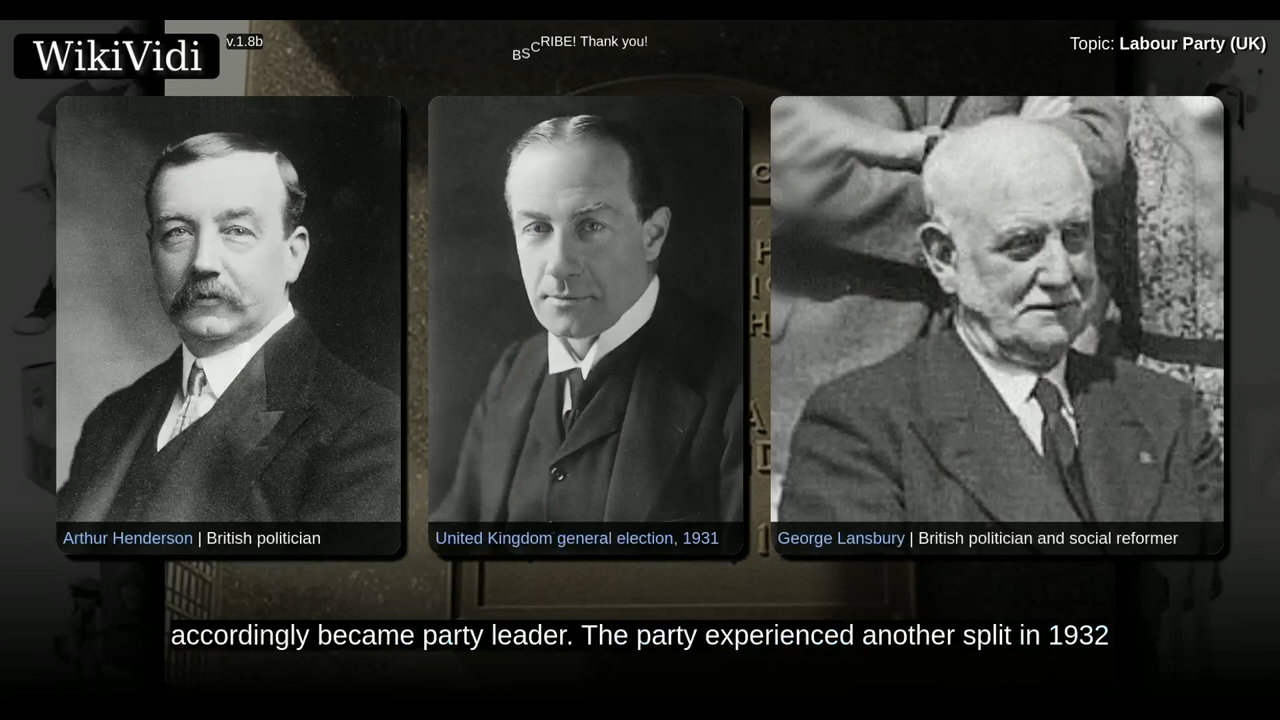 WikiVidi
v.1.8b
BSCRIBE! Thank you!
Topic: Labour Party (UK)
Arthur Henderson | British politician
United Kingdom general election, 1931
George Lansbury | British politician and social reformer
accordingly became party leader. The party experienced another split in 1932